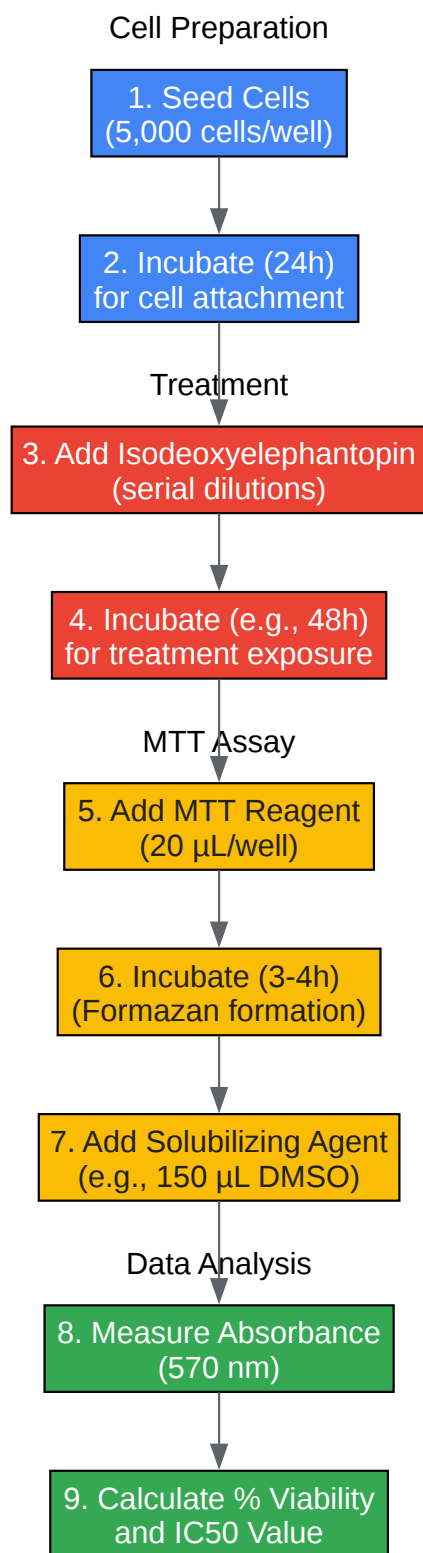 Cell Preparation
1. Seed Cells
(5,000 cells/well)
2. Incubate (24h)
for cell attachment
Treatment
3. Add Isodeoxyelephantopin
(serial dilutions)
4. Incubate (e.g., 48h)
for treatment exposure
MTT Assay
5. Add MTT Reagent
(20 µL/well)
6. Incubate (3-4h)
(Formazan formation)
7. Add Solubilizing Agent
(e.g., 150 µL DMSO)
Data Analysis
8. Measure Absorbance
(570 nm)
9. Calculate % Viability
and IC50 Value